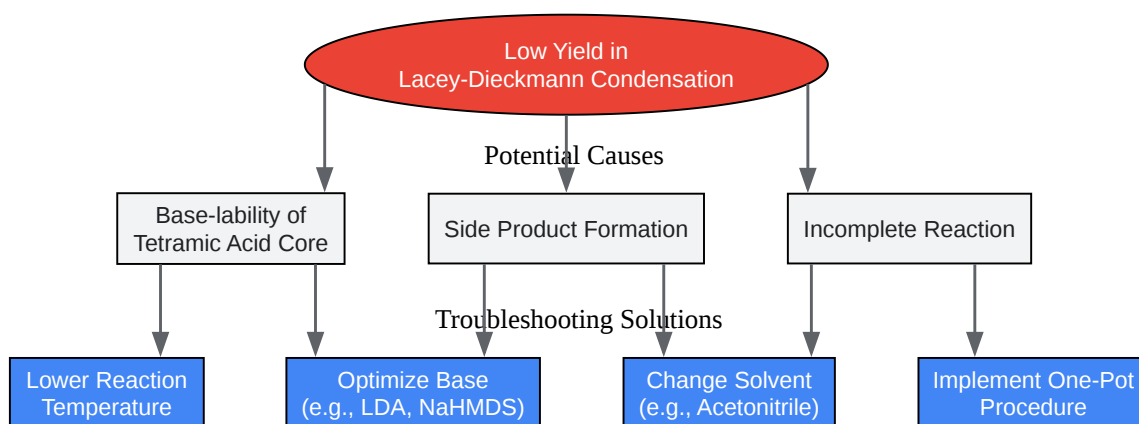 Low Yield in
Lacey-Dieckmann Condensation
Potential Causes
Base-lability of
Tetramic Acid Core
Side Product Formation
Incomplete Reaction
Troubleshooting Solutions
Lower Reaction
Temperature
Optimize Base
(e.g., LDA, NaHMDS)
Change Solvent
(e.g., Acetonitrile)
Implement One-Pot
Procedure